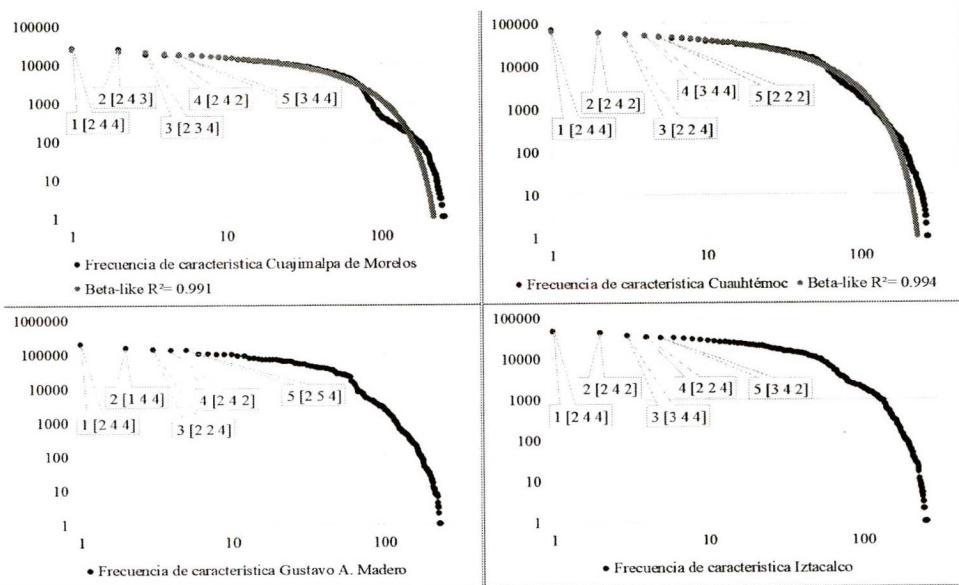 100000
10000
1000
100
10
1
2 [2 4 3]
4 [2 4 2]
5 [3 4 4]
1 [2 4 4]
3 [2 3 4]
1 10 100
• Frecuencia de característica Cuajimalpa de Morelos
Beta-like R²= 0.991
100000
10000
1000
100
10
1
4 [3 4 4]
2 [2 4 2]
5 [2 2 2]
1 [2 4 4]
3 [2 2 4]
1 10 100
• Frecuencia de característica Cuauhtémoc • Beta-like R²= 0.994
1000000
100000
10000
1000
100
10
1
2 [1 4 4]
4 [2 4 2]
5 [2 5 4]
1 [2 4 4]
3 [2 2 4]
1 10 100
• Frecuencia de característica Gustavo A. Madero
100000
10000
1000
100
10
1
2 [2 4 2]
4 [2 2 4]
5 [3 4 2]
1 [2 4 4]
3 [3 4 4]
1 10 100
• Frecuencia de característica Iztacalco